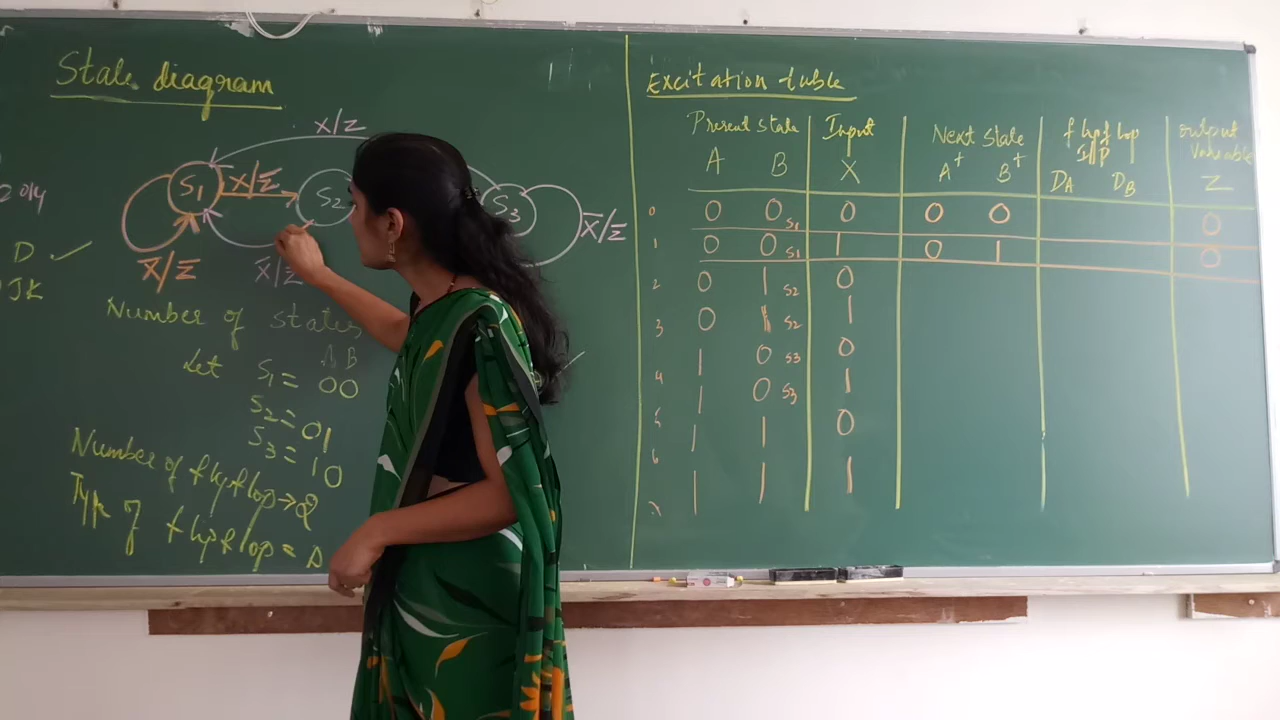 State diagram
X/Z
S1
X/Z̅
S2
S3
X̅/Z̅
X̅/Z̅
X̅/Z
2014
D ✓
JK
Number of states
A B
Let S1 = 00
S2 = 01
S3 = 10
Number of flipflop → 2
Type of flipflop = D
Excitation table
Present State Input Next State flipflop I/P output Variable
A B X A+ B+ DA DB Z
0 0 0 S1 0 0 0 0
1 0 0 S1 1 0 1 0
2 0 1 S2 0
3 0 1 S2 1
4 1 0 S3 0
5 1 0 S3 1
6 1 1 0
1 1 1